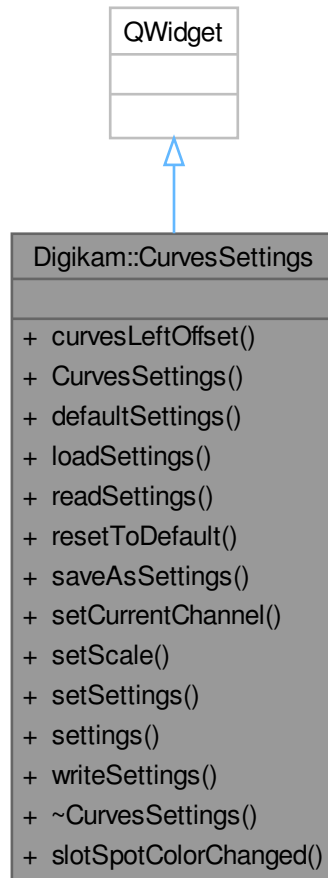 QWidget
Digikam::CurvesSettings
+ curvesLeftOffset()
+ CurvesSettings()
+ defaultSettings()
+ loadSettings()
+ readSettings()
+ resetToDefault()
+ saveAsSettings()
+ setCurrentChannel()
+ setScale()
+ setSettings()
+ settings()
+ writeSettings()
+ ~CurvesSettings()
+ slotSpotColorChanged()